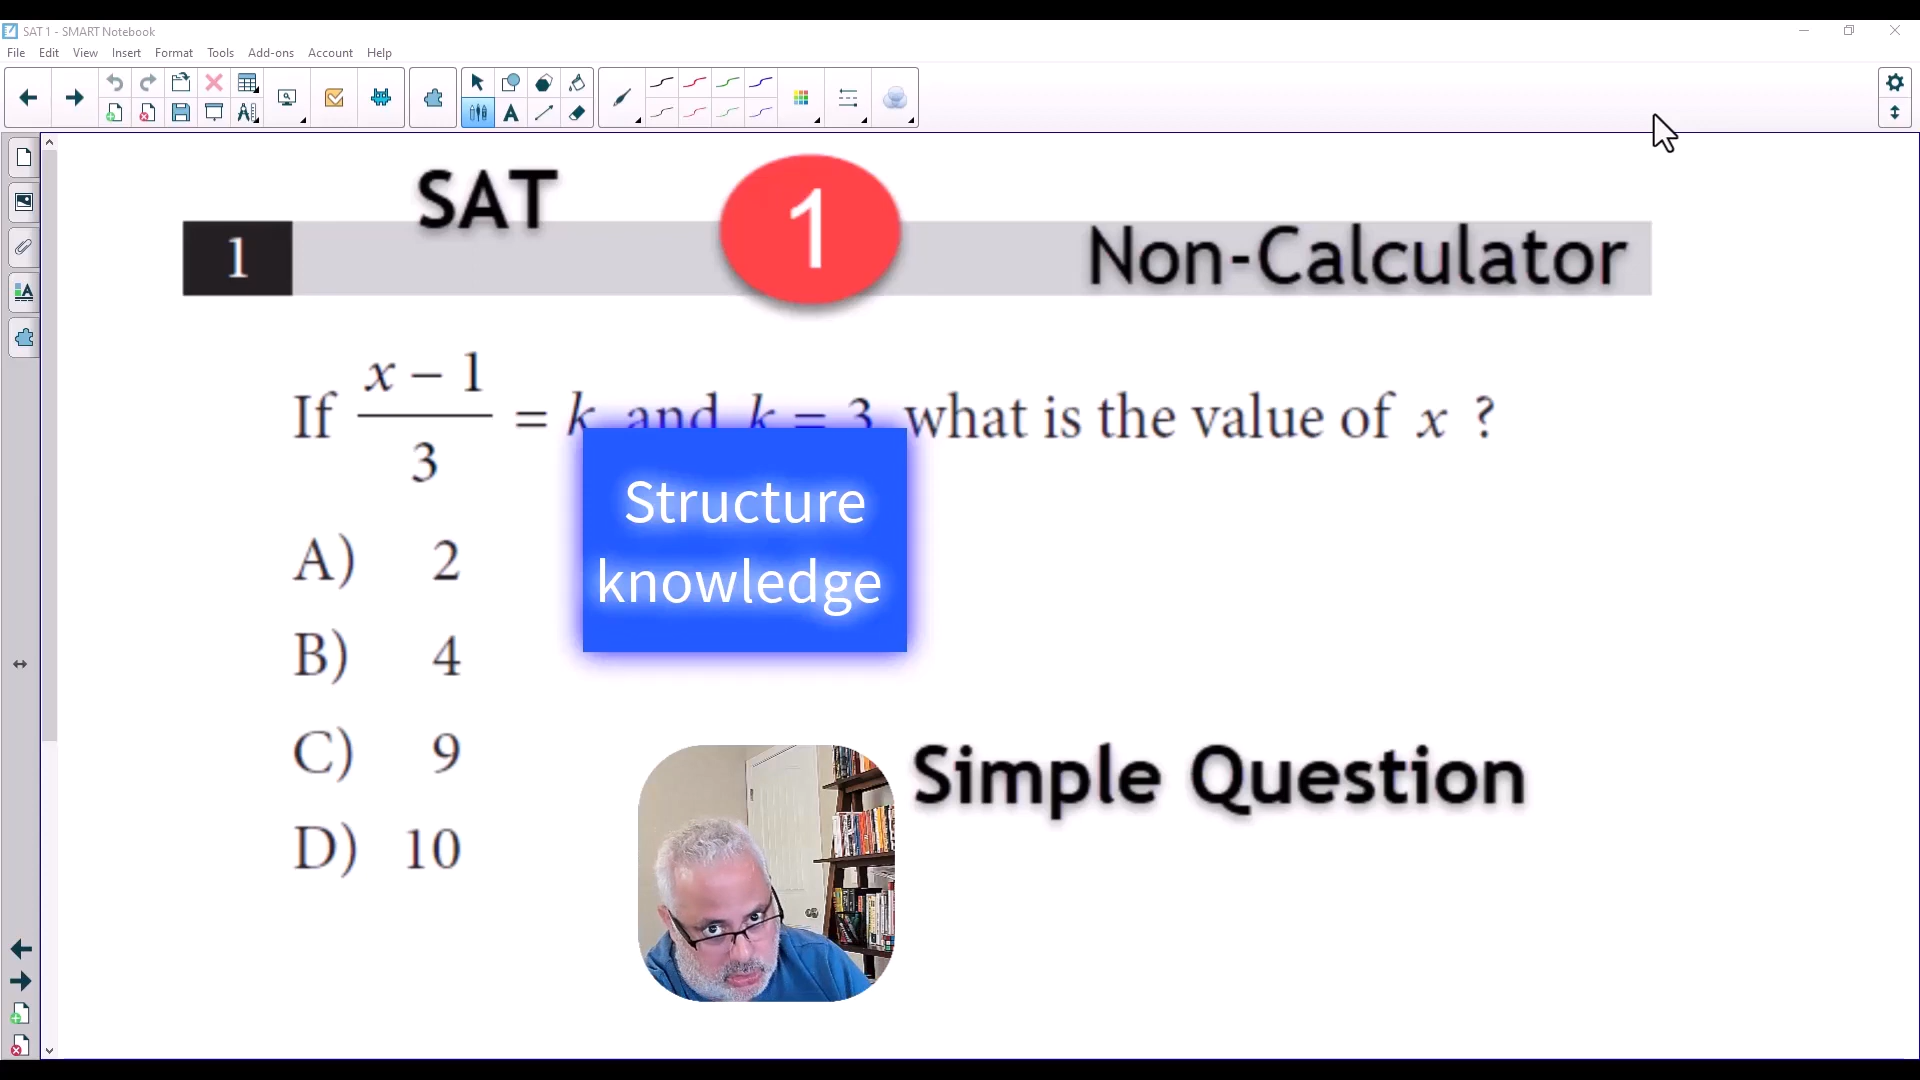 SAT 1 - SMART Notebook
File Edit View Insert Format Tools Add-ons Account Help
SAT
1
1
Non-Calculator
If x − 1 / 3 = k and k = 3, what is the value of x ?
Structure
knowledge
A) 2
B) 4
C) 9
D) 10
Simple Question